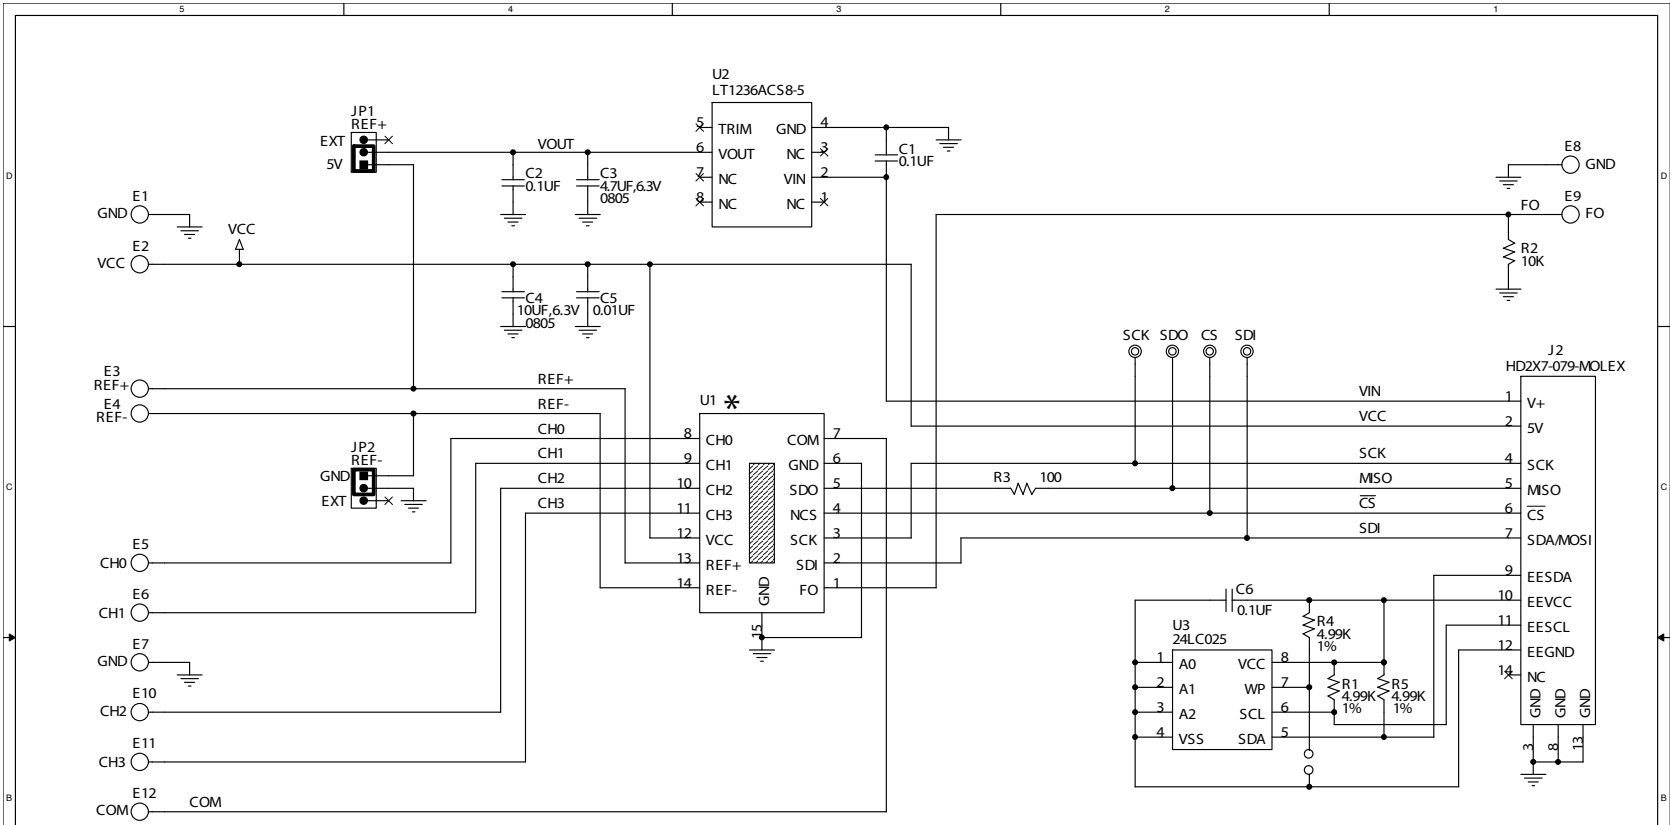 5 4 3 2 1
D
D
C
C
B
B
U2
LT1236ACS8-5
5 TRIM GND 4
6 VOUT NC 3
7 NC VIN 2
8 NC NC 1
JP1
REF+
EXT
5V
VOUT
C2
0.1UF
C3
4.7UF,6.3V
0805
C1
0.1UF
E8
GND
E9
FO
FO
R2
10K
E1
GND
VCC
E2
VCC
C4
10UF,6.3V
0805
C5
0.01UF
E3
REF+
E4
REF-
REF+
REF-
JP2
REF-
GND
EXT
CH0
CH1
CH2
CH3
U1 *
8 CH0 COM 7
9 CH1 GND 6
10 CH2 SDO 5
11 CH3 NCS 4
12 VCC SCK 3
13 REF+ SDI 2
14 REF- FO 1
GND
15
SCK SDO CS SDI
R3 100
VIN
VCC
SCK
MISO
CS
SDI
J2
HD2X7-079-MOLEX
1 V+
2 5V
4 SCK
5 MISO
6 CS
7 SDA/MOSI
9 EESDA
10 EEVCC
11 EESCL
12 EEGND
14 NC
GND GND GND
3 8 13
C6
0.1UF
U3
24LC025
1 A0 VCC 8
2 A1 WP 7
3 A2 SCL 6
4 VSS SDA 5
R4
4.99K
1%
R1
4.99K
1%
R5
4.99K
1%
E5
CH0
E6
CH1
E7
GND
E10
CH2
E11
CH3
E12
COM
COM